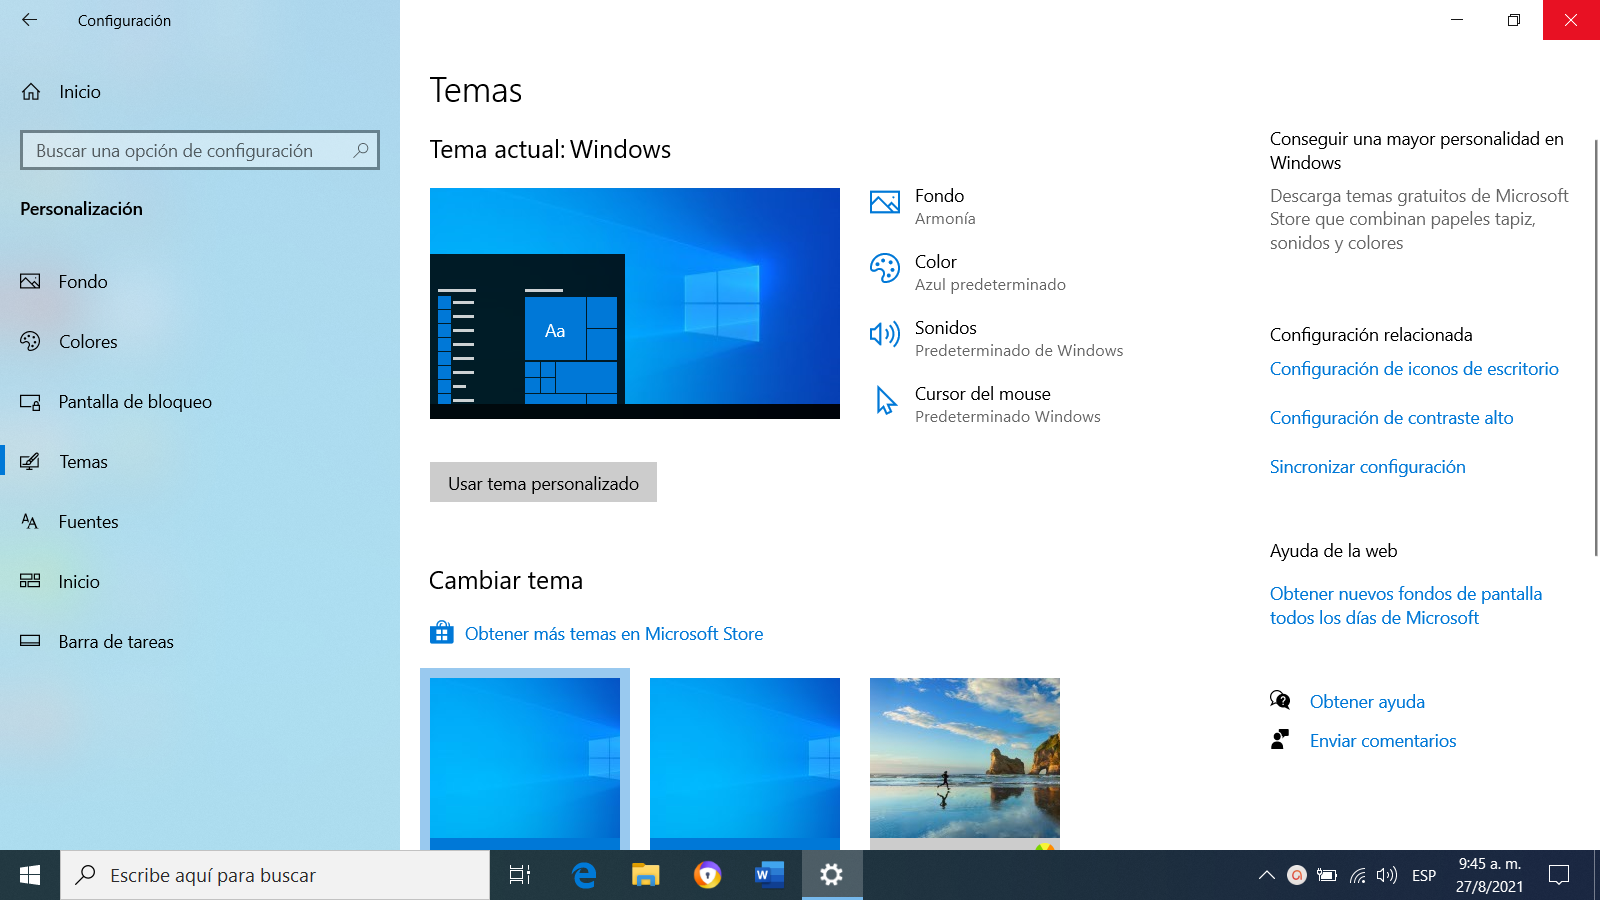 Configuración
Inicio
Buscar una opción de configuración
Personalización
Fondo
Colores
Pantalla de bloqueo
Temas
Fuentes
Inicio
Barra de tareas
Temas
Tema actual: Windows
Aa
Fondo
Armonía
Color
Azul predeterminado
Sonidos
Predeterminado de Windows
Cursor del mouse
Predeterminado Windows
Usar tema personalizado
Cambiar tema
Obtener más temas en Microsoft Store
Conseguir una mayor personalidad en
Windows
Descarga temas gratuitos de Microsoft
Store que combinan papeles tapiz,
sonidos y colores
Configuración relacionada
Configuración de iconos de escritorio
Configuración de contraste alto
Sincronizar configuración
Ayuda de la web
Obtener nuevos fondos de pantalla
todos los días de Microsoft
Obtener ayuda
Enviar comentarios
Escribe aquí para buscar
ESP
9:45 a. m.
27/8/2021